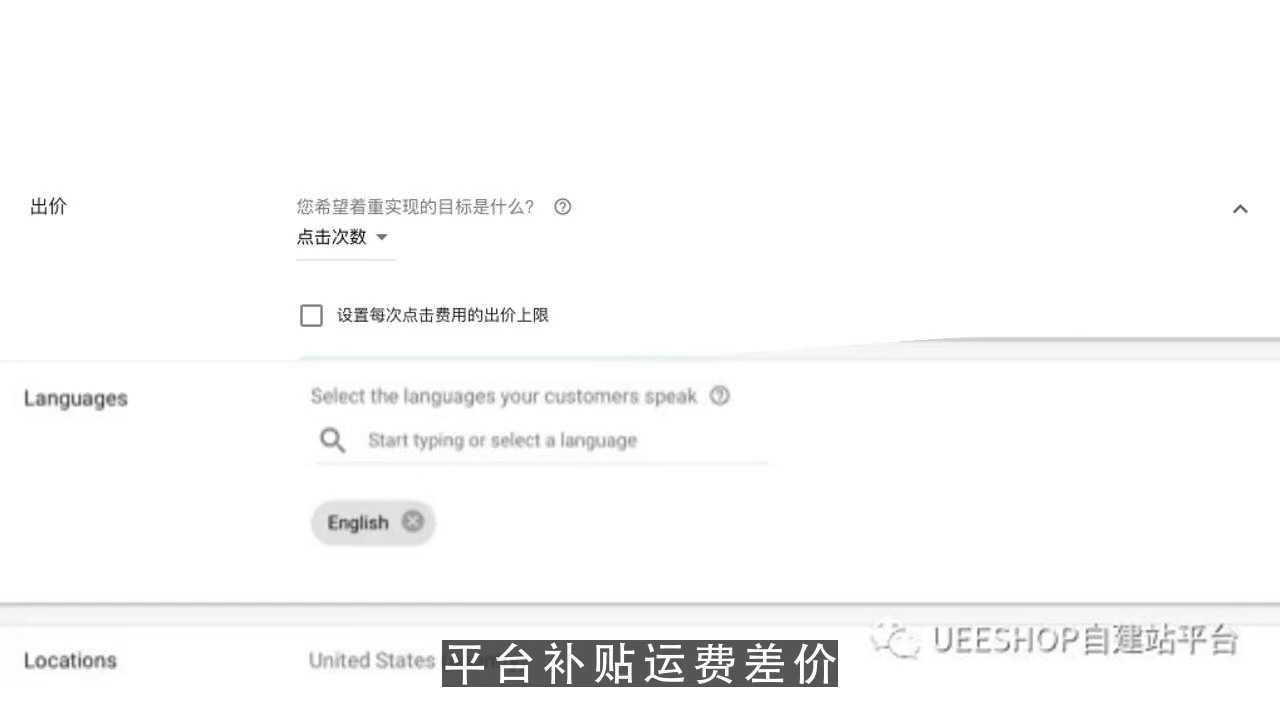 出价
您希望着重实现的目标是什么?
点击次数
设置每次点击费用的出价上限
Languages
Select the languages your customers speak
Start typing or select a language
English
Locations
United States
UEESHOP自建站平台
平台补贴运费差价